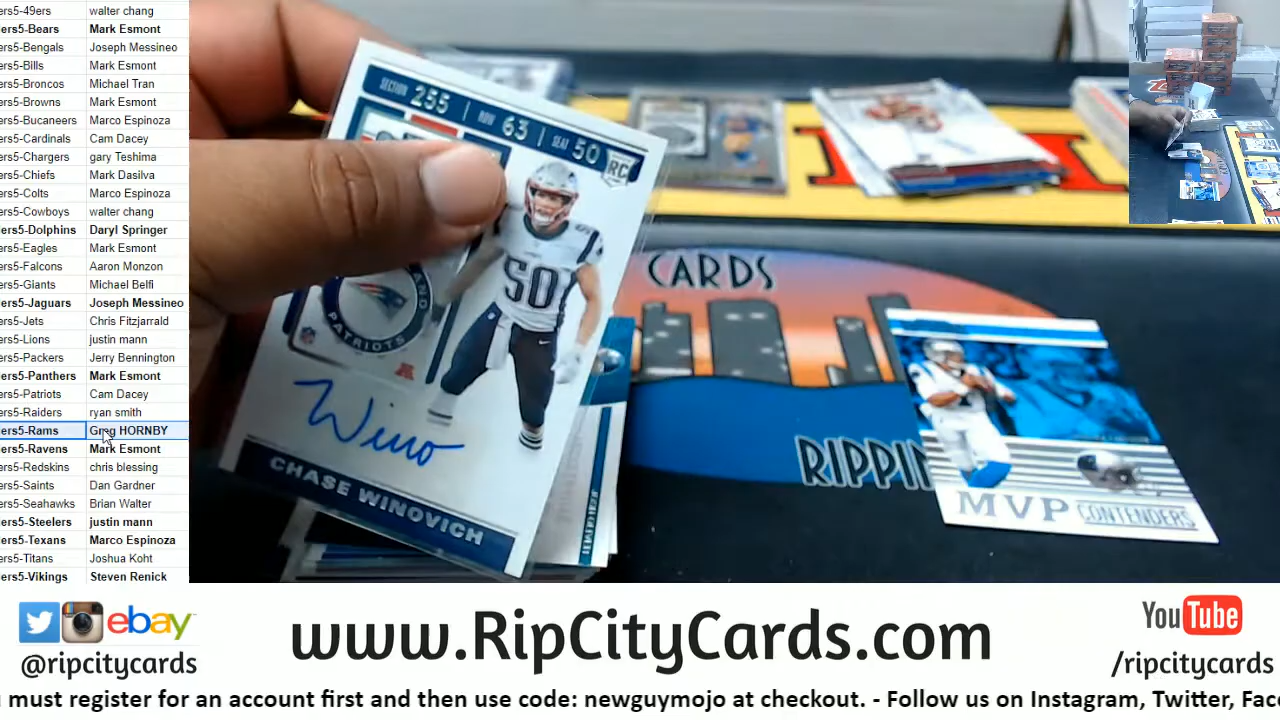 ers5-49ers walter chang
ers5-Bears Mark Esmont
ers5-Bengals Joseph Messineo
ers5-Bills Mark Esmont
ers5-Broncos Michael Tran
ers5-Browns Mark Esmont
ers5-Bucaneers Marco Espinoza
ers5-Cardinals Cam Dacey
ers5-Chargers gary Teshima
ers5-Chiefs Mark Dasilva
ers5-Colts Marco Espinoza
ers5-Cowboys walter chang
ers5-Dolphins Daryl Springer
ers5-Eagles Mark Esmont
ers5-Falcons Aaron Monzon
ers5-Giants Michael Belfi
ers5-Jaguars Joseph Messineo
ers5-Jets Chris Fitzjarrald
ers5-Lions justin mann
ers5-Packers Jerry Bennington
ers5-Panthers Mark Esmont
ers5-Patriots Cam Dacey
ers5-Raiders ryan smith
ers5-Rams Greg HORNBY
ers5-Ravens Mark Esmont
ers5-Redskins chris blessing
ers5-Saints Dan Gardner
ers5-Seahawks Brian Walter
ers5-Steelers justin mann
ers5-Texans Marco Espinoza
ers5-Titans Joshua Koht
ers5-Vikings Steven Renick
SECTION 255 | ROW 63 | SEAT 50
RC
50
PATRIOTS
NFL
Wino
CHASE WINOVICH
CARDS
RIPPIN
MVP CONTENDERS
ebay
@ripcitycards
www.RipCityCards.com
YouTube
/ripcitycards
must register for an account first and then use code: newguymojo at checkout. - Follow us on Instagram, Twitter, Fac